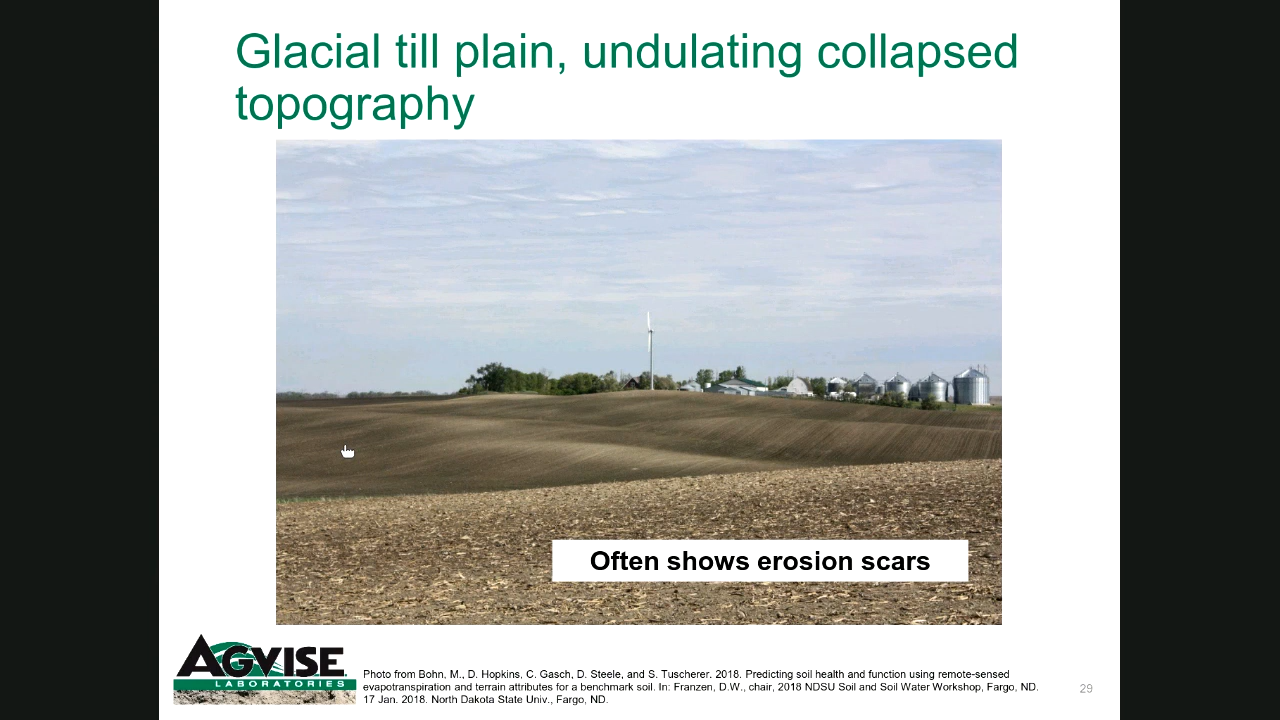 Glacial till plain, undulating collapsed
topography
Often shows erosion scars
AGVISE
LABORATORIES
Photo from Bohn, M., D. Hopkins, C. Gasch, D. Steele, and S. Tuscherer. 2018. Predicting soil health and function using remote-sensed
evapotranspiration and terrain attributes for a benchmark soil. In: Franzen, D.W., chair, 2018 NDSU Soil and Soil Water Workshop, Fargo, ND.
17 Jan. 2018. North Dakota State Univ., Fargo, ND.
29